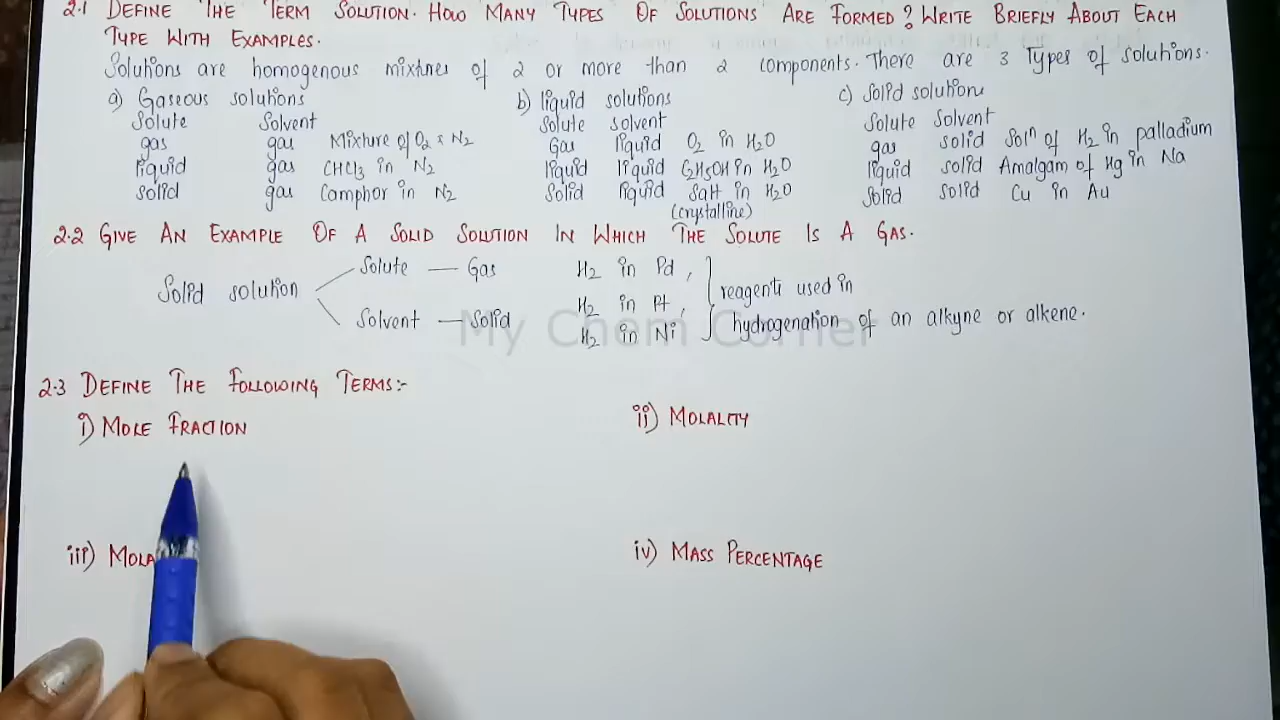 2.1 DEFINE THE TERM SOLUTION. HOW MANY TYPES OF SOLUTIONS ARE FORMED? WRITE BRIEFLY ABOUT EACH
TYPE WITH EXAMPLES.
Solutions are homogenous mixtures of 2 or more than 2 components. There are 3 Types of solutions.
a) Gaseous solutions
Solute Solvent
gas gas Mixture of O₂ & N₂
liquid gas CHCl₃ in N₂
Solid gas Camphor in N₂
b) liquid solutions
Solute solvent
Gas liquid O₂ in H₂O
liquid liquid C₂H₅OH in H₂O
Solid liquid Salt in H₂O
(crystalline)
c) Solid solutions
Solute Solvent
gas solid Solⁿ of H₂ in palladium
liquid solid Amalgam of Hg in Na
Solid solid Cu in Au
2.2 GIVE AN EXAMPLE OF A SOLID SOLUTION IN WHICH THE SOLUTE IS A GAS.
Solid solution
Solute — Gas
Solvent — Solid
H₂ in Pd,
H₂ in Pt,
H₂ in Ni
reagents used in
hydrogenation of an alkyne or alkene.
My Chem Corner
2.3 DEFINE THE FOLLOWING TERMS:-
i) MOLE FRACTION
ii) MOLALITY
iii) MOLA
iv) MASS PERCENTAGE